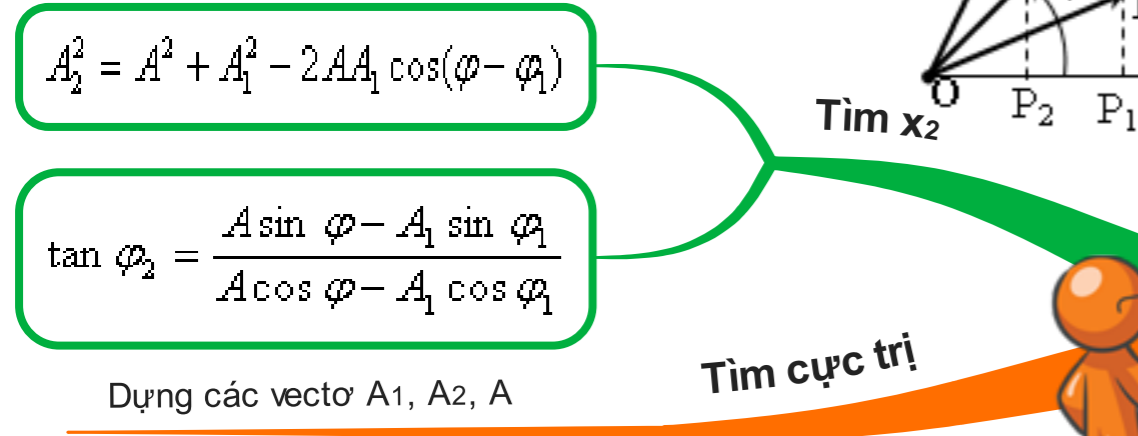 A₂² = A² + A₁² − 2AA₁ cos(φ − φ₁)
Tìm x₂
O P₂ P₁
tan φ₂ = (A sin φ − A₁ sin φ₁) / (A cos φ − A₁ cos φ₁)
Tìm cực trị
Dựng các vectơ A1, A2, A